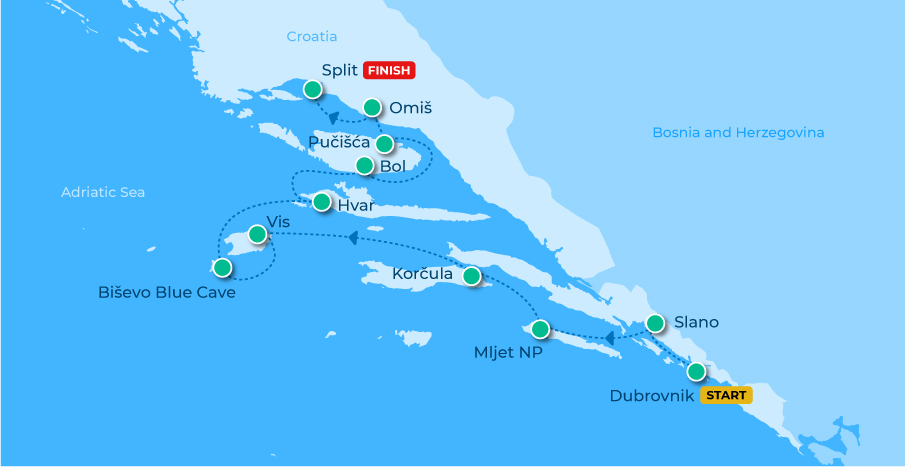 Croatia
Split FINISH
Omiš
Bosnia and Herzegovina
Pučišća
Bol
Adriatic Sea
Hvar
Vis
Korčula
Biševo Blue Cave
Slano
Mljet NP
Dubrovnik START